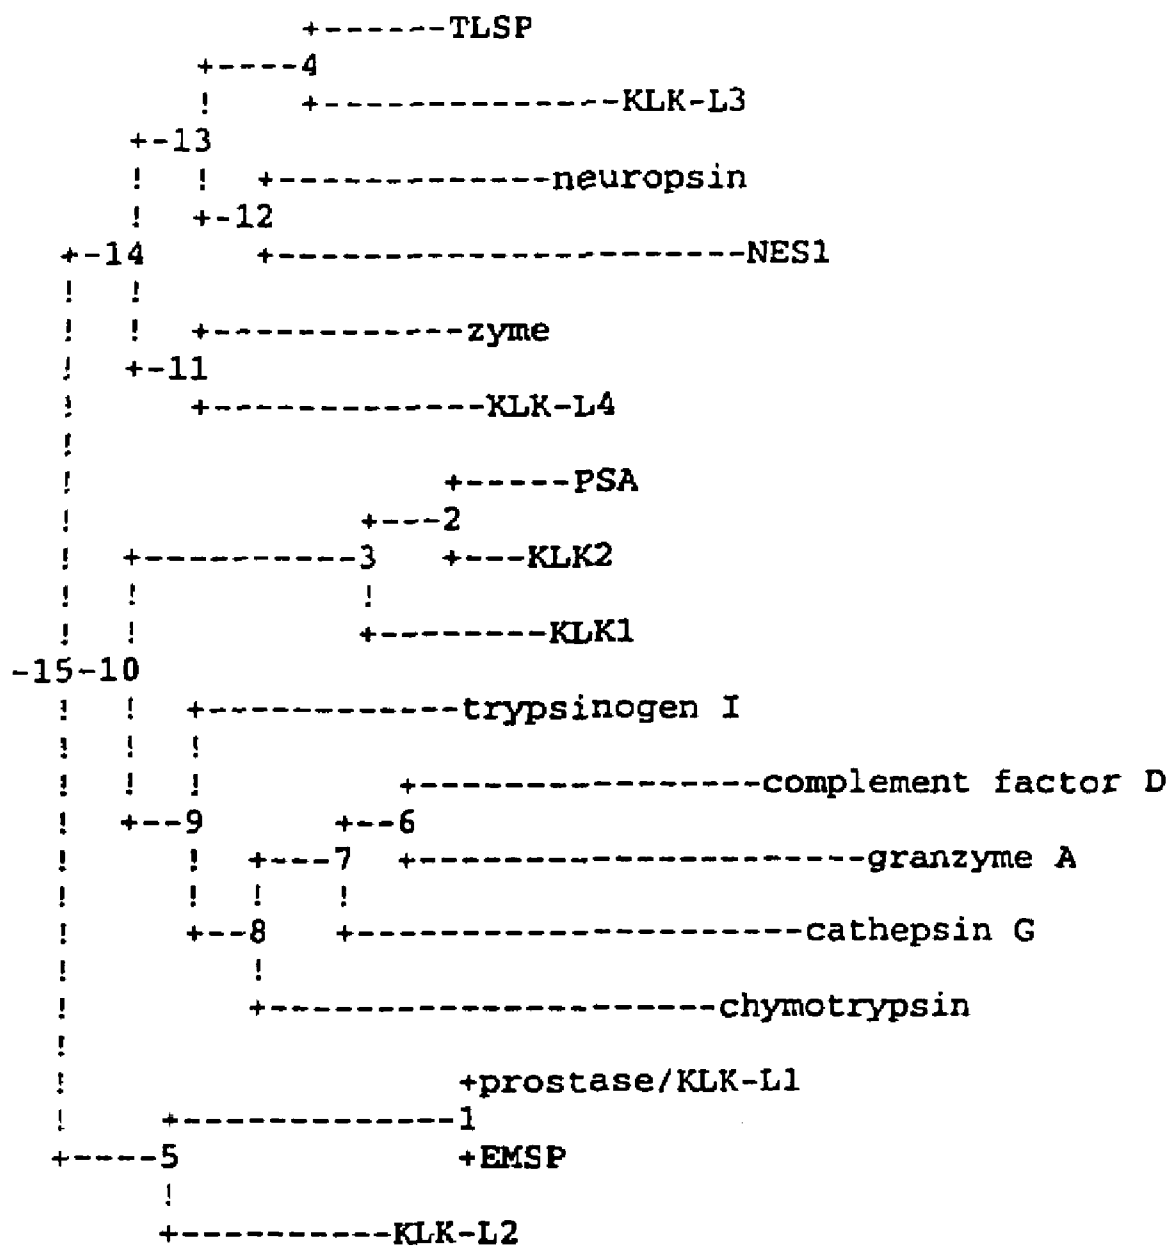 +------TLSP
+----4
! +-------------KLK-L3
+-13
! ! +------------neuropsin
! +-12
+-14 +---------------------NES1
! !
! ! +-----------zyme
! +-11
! +-------------KLK-L4
!
! +-----PSA
! +---2
! +----------3 +---KLK2
! ! !
! ! +--------KLK1
-15-10
! ! +-----------trypsinogen I
! ! !
! ! ! +---------------complement factor D
! +--9 +--6
! ! +---7 +-------------------granzyme A
! ! ! !
! +--8 +-------------------cathepsin G
! !
! +-------------------chymotrypsin
!
! +prostase/KLK-L1
! +------------1
+----5 +EMSP
!
+----------KLK-L2